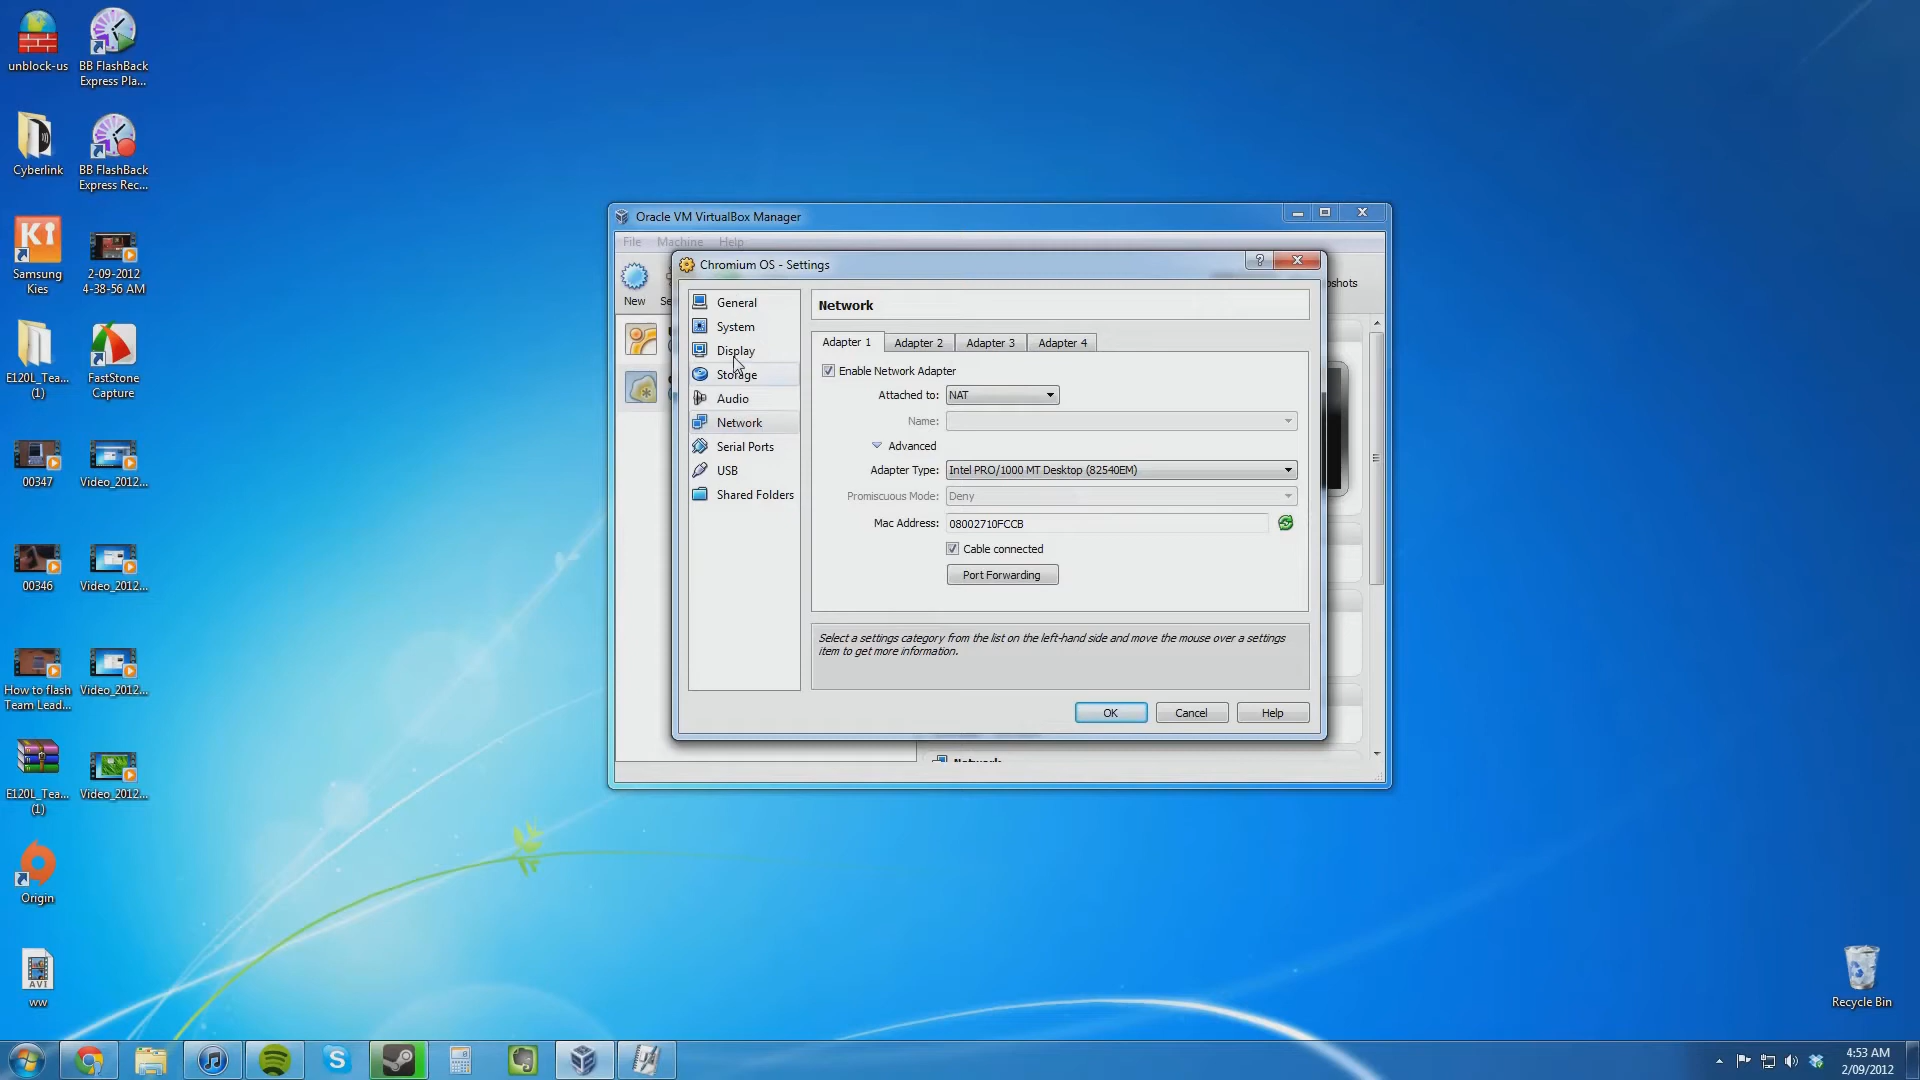 unblock-us
BB FlashBack
Express Pla...
Cyberlink
BB FlashBack
Express Rec...
Samsung
Kies
2-09-2012
4-38-56 AM
E120L_Tea...
(1)
FastStone
Capture
00347
Video_2012...
00346
Video_2012...
How to flash
Team Lead...
Video_2012...
E120L_Tea...
(1)
Video_2012...
Origin
AVI
ww
Recycle Bin
Oracle VM VirtualBox Manager
File Machine Help
New
Chromium OS - Settings
General
System
Display
Storage
Audio
Network
Serial Ports
USB
Shared Folders
Network
Adapter 1 Adapter 2 Adapter 3 Adapter 4
Enable Network Adapter
Attached to: NAT
Name:
Advanced
Adapter Type: Intel PRO/1000 MT Desktop (82540EM)
Promiscuous Mode: Deny
Mac Address: 08002710FCCB
Cable connected
Port Forwarding
Select a settings category from the list on the left-hand side and move the mouse over a settings
item to get more information.
OK Cancel Help
Network
4:53 AM
2/09/2012